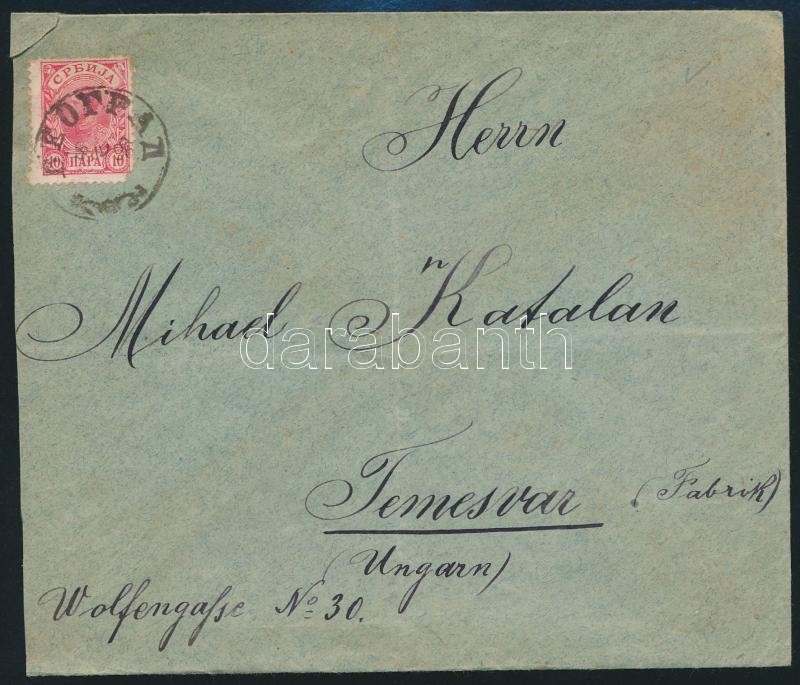 СРБИЈА
10 ПАРА 10
БЕОГРАД
Herrn
Mihael Katalan
darabanth
Temesvar (Fabrik)
(Ungarn)
Wolfengaſse No 30.